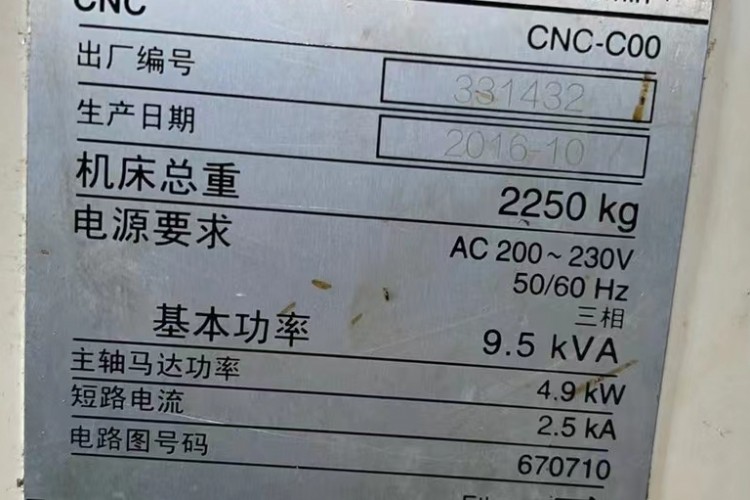 CNC
CNC-C00
出厂编号 331432
生产日期 2016-10
机床总重 2250 kg
电源要求 AC 200~230V
50/60 Hz
三相
基本功率 9.5 kVA
主轴马达功率 4.9 kW
短路电流 2.5 kA
电路图号码 670710